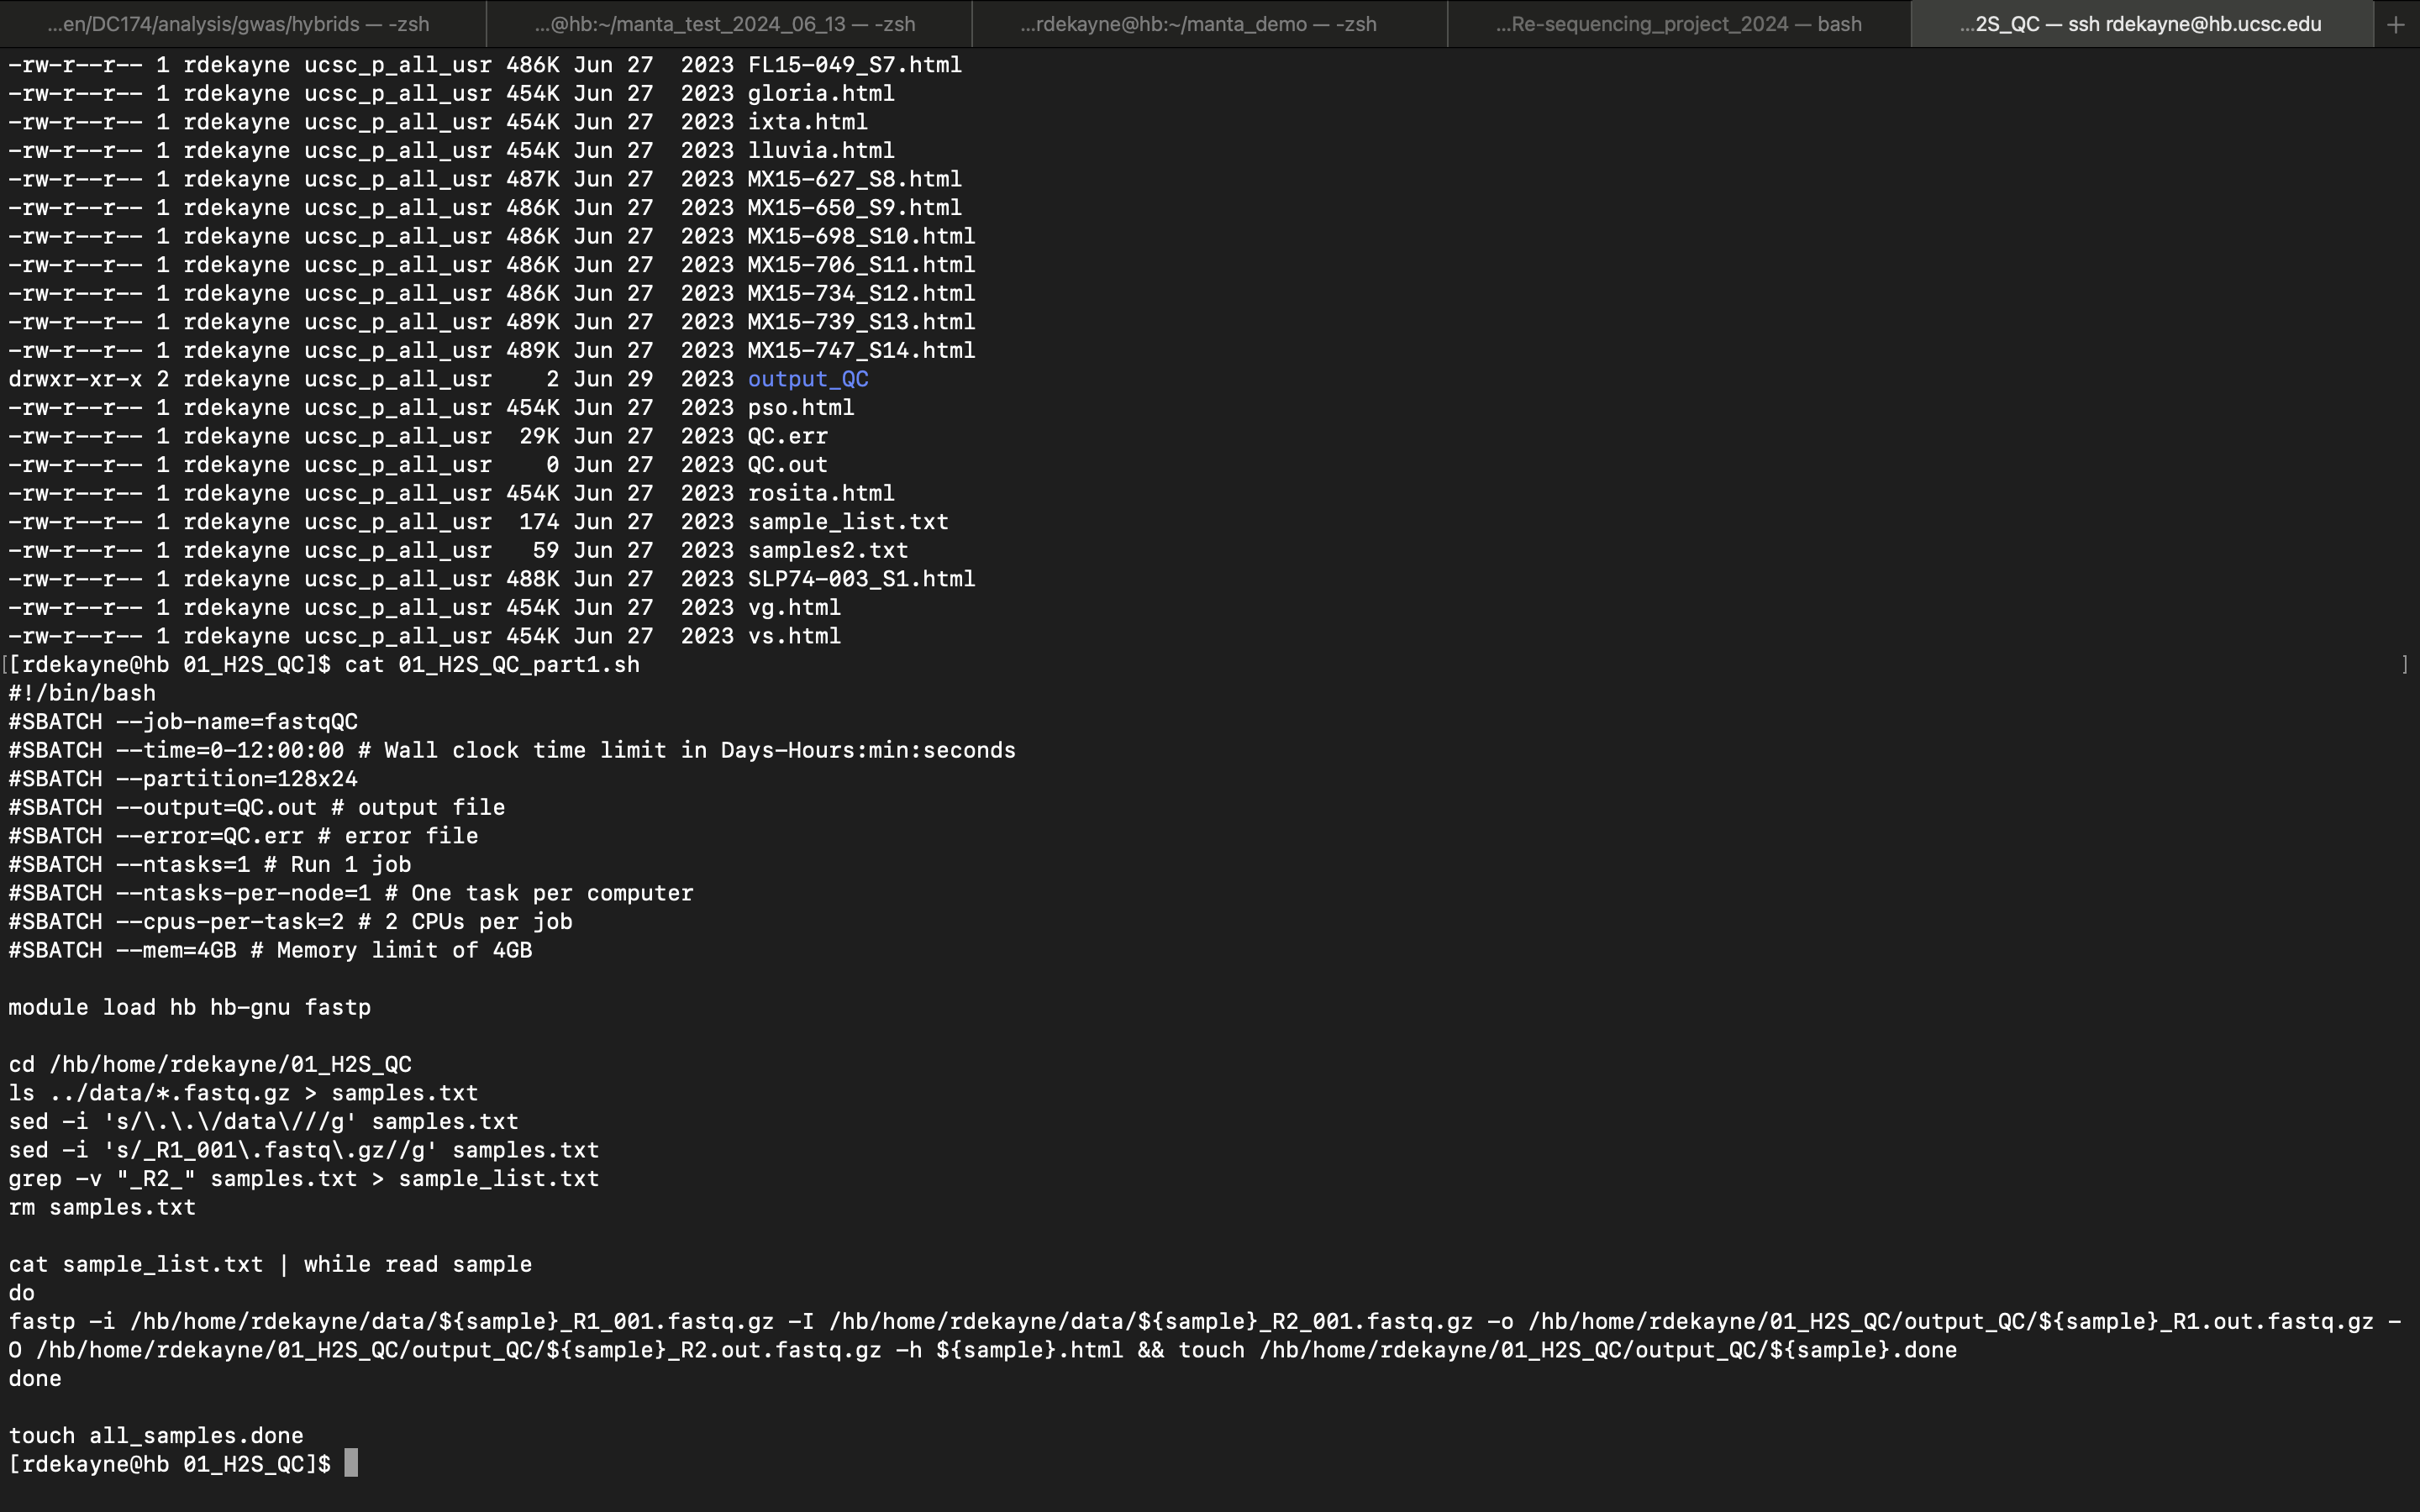 ...en/DC174/analysis/gwas/hybrids — -zsh
...@hb:~/manta_test_2024_06_13 — -zsh
...rdekayne@hb:~/manta_demo — -zsh
...Re-sequencing_project_2024 — bash
...2S_QC — ssh rdekayne@hb.ucsc.edu
+
-rw-r--r-- 1 rdekayne ucsc_p_all_usr 486K Jun 27  2023 FL15-049_S7.html
-rw-r--r-- 1 rdekayne ucsc_p_all_usr 454K Jun 27  2023 gloria.html
-rw-r--r-- 1 rdekayne ucsc_p_all_usr 454K Jun 27  2023 ixta.html
-rw-r--r-- 1 rdekayne ucsc_p_all_usr 454K Jun 27  2023 lluvia.html
-rw-r--r-- 1 rdekayne ucsc_p_all_usr 487K Jun 27  2023 MX15-627_S8.html
-rw-r--r-- 1 rdekayne ucsc_p_all_usr 486K Jun 27  2023 MX15-650_S9.html
-rw-r--r-- 1 rdekayne ucsc_p_all_usr 486K Jun 27  2023 MX15-698_S10.html
-rw-r--r-- 1 rdekayne ucsc_p_all_usr 486K Jun 27  2023 MX15-706_S11.html
-rw-r--r-- 1 rdekayne ucsc_p_all_usr 486K Jun 27  2023 MX15-734_S12.html
-rw-r--r-- 1 rdekayne ucsc_p_all_usr 489K Jun 27  2023 MX15-739_S13.html
-rw-r--r-- 1 rdekayne ucsc_p_all_usr 489K Jun 27  2023 MX15-747_S14.html
drwxr-xr-x 2 rdekayne ucsc_p_all_usr    2 Jun 29  2023 output_QC
-rw-r--r-- 1 rdekayne ucsc_p_all_usr 454K Jun 27  2023 pso.html
-rw-r--r-- 1 rdekayne ucsc_p_all_usr  29K Jun 27  2023 QC.err
-rw-r--r-- 1 rdekayne ucsc_p_all_usr    0 Jun 27  2023 QC.out
-rw-r--r-- 1 rdekayne ucsc_p_all_usr 454K Jun 27  2023 rosita.html
-rw-r--r-- 1 rdekayne ucsc_p_all_usr  174 Jun 27  2023 sample_list.txt
-rw-r--r-- 1 rdekayne ucsc_p_all_usr   59 Jun 27  2023 samples2.txt
-rw-r--r-- 1 rdekayne ucsc_p_all_usr 488K Jun 27  2023 SLP74-003_S1.html
-rw-r--r-- 1 rdekayne ucsc_p_all_usr 454K Jun 27  2023 vg.html
-rw-r--r-- 1 rdekayne ucsc_p_all_usr 454K Jun 27  2023 vs.html
[[rdekayne@hb 01_H2S_QC]$ cat 01_H2S_QC_part1.sh ]
#!/bin/bash
#SBATCH --job-name=fastqQC
#SBATCH --time=0-12:00:00 # Wall clock time limit in Days-Hours:min:seconds
#SBATCH --partition=128x24
#SBATCH --output=QC.out # output file
#SBATCH --error=QC.err # error file
#SBATCH --ntasks=1 # Run 1 job
#SBATCH --ntasks-per-node=1 # One task per computer
#SBATCH --cpus-per-task=2 # 2 CPUs per job
#SBATCH --mem=4GB # Memory limit of 4GB
module load hb hb-gnu fastp
cd /hb/home/rdekayne/01_H2S_QC
ls ../data/*.fastq.gz > samples.txt
sed -i 's/\.\.\/data\///g' samples.txt
sed -i 's/_R1_001\.fastq\.gz//g' samples.txt
grep -v "_R2_" samples.txt > sample_list.txt
rm samples.txt
cat sample_list.txt | while read sample
do
fastp -i /hb/home/rdekayne/data/${sample}_R1_001.fastq.gz -I /hb/home/rdekayne/data/${sample}_R2_001.fastq.gz -o /hb/home/rdekayne/01_H2S_QC/output_QC/${sample}_R1.out.fastq.gz -
O /hb/home/rdekayne/01_H2S_QC/output_QC/${sample}_R2.out.fastq.gz -h ${sample}.html && touch /hb/home/rdekayne/01_H2S_QC/output_QC/${sample}.done
done
touch all_samples.done
[rdekayne@hb 01_H2S_QC]$